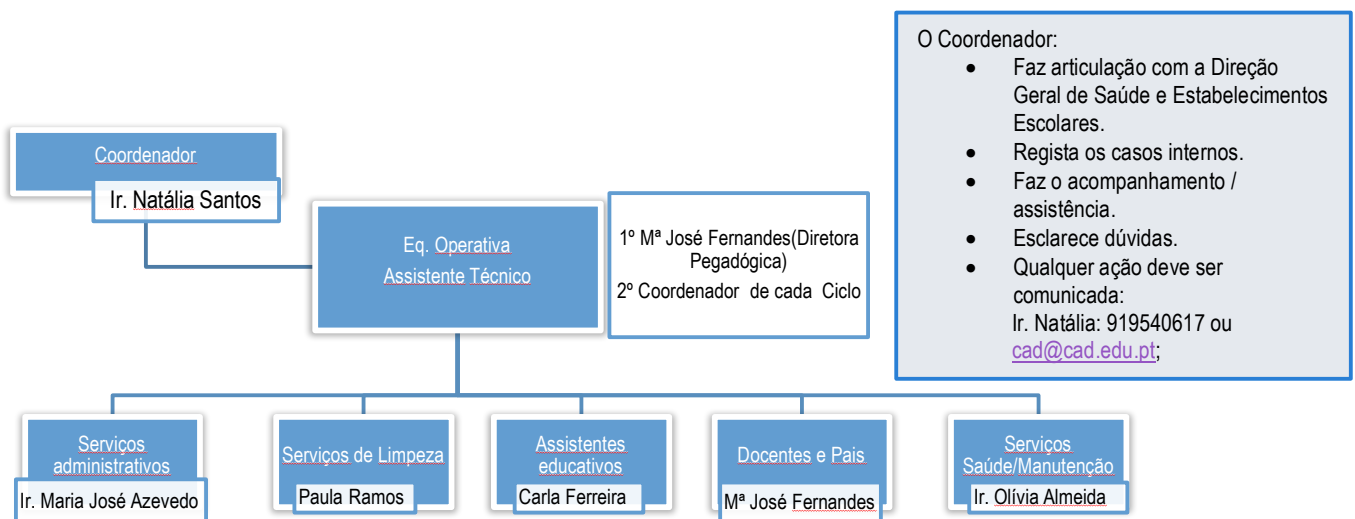 O Coordenador:
• Faz articulação com a Direção
Geral de Saúde e Estabelecimentos
Escolares.
• Regista os casos internos.
• Faz o acompanhamento /
assistência.
• Esclarece dúvidas.
• Qualquer ação deve ser
comunicada:
Ir. Natália: 919540617 ou
cad@cad.edu.pt;
Coordenador
Ir. Natália Santos
Eq. Operativa
Assistente Técnico
1º Mª José Fernandes(Diretora
Pegadógica)
2º Coordenador de cada Ciclo
Serviços
administrativos
Ir. Maria José Azevedo
Serviços de Limpeza
Paula Ramos
Assistentes
educativos
Carla Ferreira
Docentes e Pais
Mª José Fernandes
Serviços
Saúde/Manutenção
Ir. Olívia Almeida